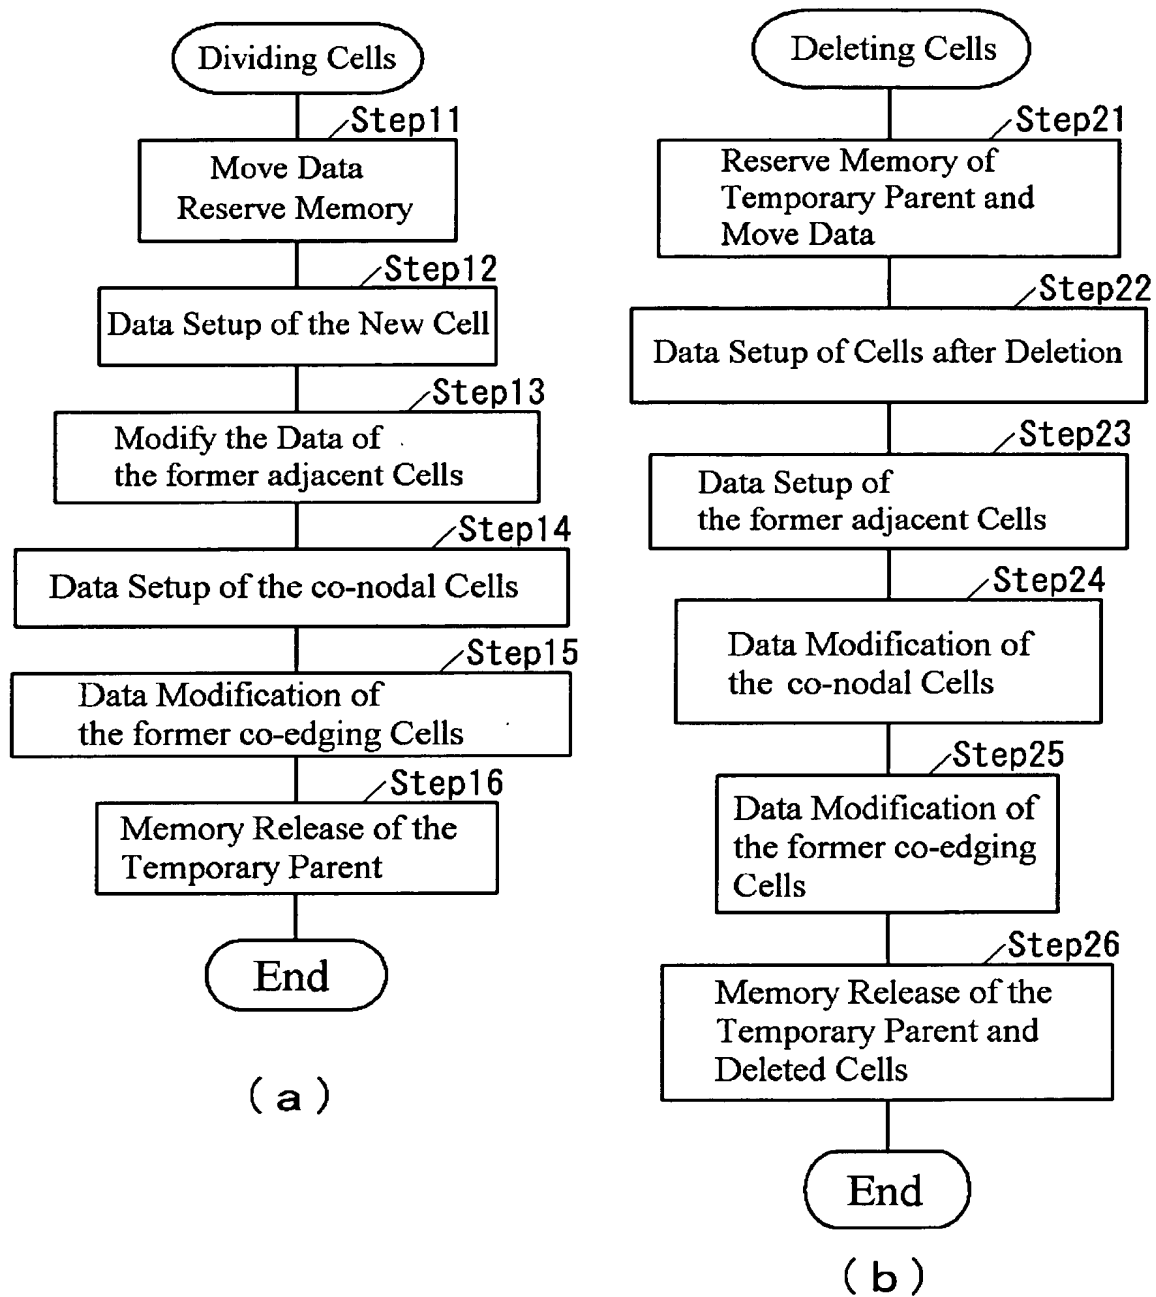 Dividing Cells
Step11
Move Data
Reserve Memory
Step12
Data Setup of the New Cell
Step13
Modify the Data of
the former adjacent Cells
Step14
Data Setup of the co-nodal Cells
Step15
Data Modification of
the former co-edging Cells
Step16
Memory Release of the
Temporary Parent
End
(a)
Deleting Cells
Step21
Reserve Memory of
Temporary Parent and
Move Data
Step22
Data Setup of Cells after Deletion
Step23
Data Setup of
the former adjacent Cells
Step24
Data Modification of
the co-nodal Cells
Step25
Data Modification of
the former co-edging
Cells
Step26
Memory Release of the
Temporary Parent and
Deleted Cells
End
(b)